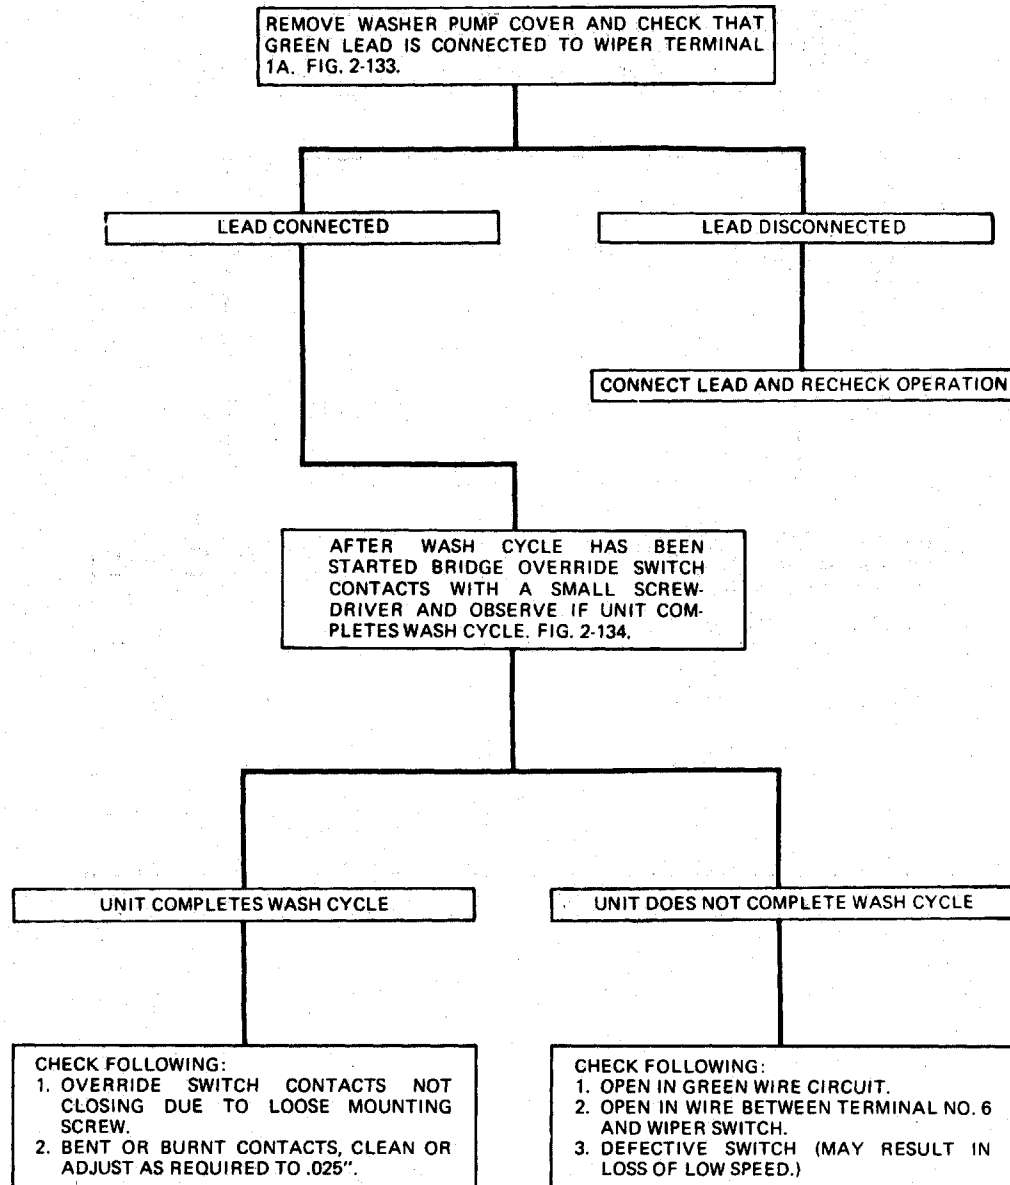 REMOVE WASHER PUMP COVER AND CHECK THAT
GREEN LEAD IS CONNECTED TO WIPER TERMINAL
1A. FIG. 2-133.
LEAD CONNECTED
LEAD DISCONNECTED
CONNECT LEAD AND RECHECK OPERATION
AFTER WASH CYCLE HAS BEEN
STARTED BRIDGE OVERRIDE SWITCH
CONTACTS WITH A SMALL SCREW-
DRIVER AND OBSERVE IF UNIT COM-
PLETES WASH CYCLE. FIG. 2-134.
UNIT COMPLETES WASH CYCLE
UNIT DOES NOT COMPLETE WASH CYCLE
CHECK FOLLOWING:
1. OVERRIDE SWITCH CONTACTS NOT
CLOSING DUE TO LOOSE MOUNTING
SCREW.
2. BENT OR BURNT CONTACTS, CLEAN OR
ADJUST AS REQUIRED TO .025".
CHECK FOLLOWING:
1. OPEN IN GREEN WIRE CIRCUIT.
2. OPEN IN WIRE BETWEEN TERMINAL NO. 6
AND WIPER SWITCH.
3. DEFECTIVE SWITCH (MAY RESULT IN
LOSS OF LOW SPEED.)